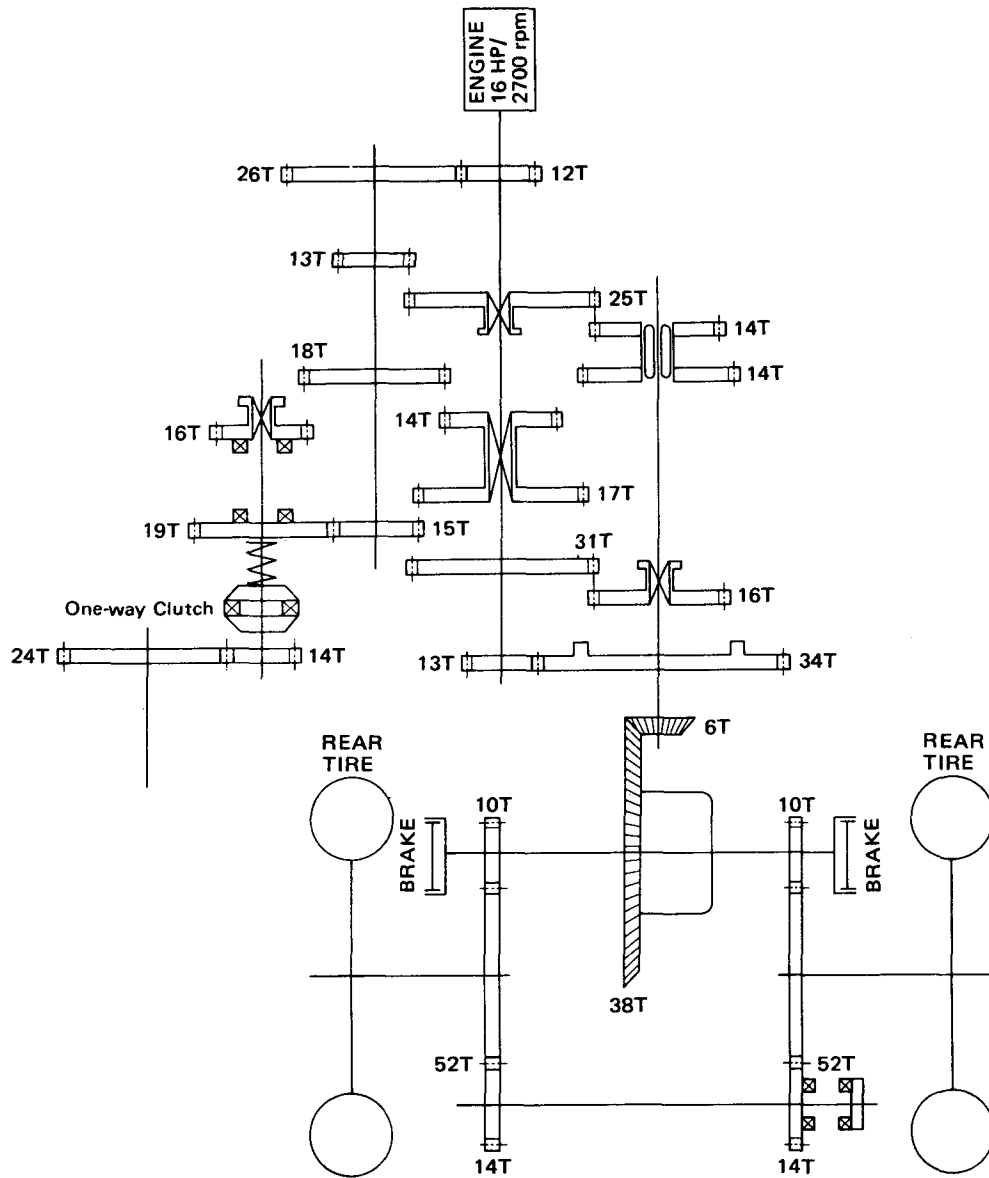 ENGINE
16 HP/
2700 rpm
26T
12T
13T
25T
14T
18T
14T
14T
16T
17T
19T
15T
31T
16T
One-way Clutch
24T
14T
13T
34T
6T
REAR
TIRE
REAR
TIRE
10T
10T
BRAKE
BRAKE
38T
52T
52T
14T
14T